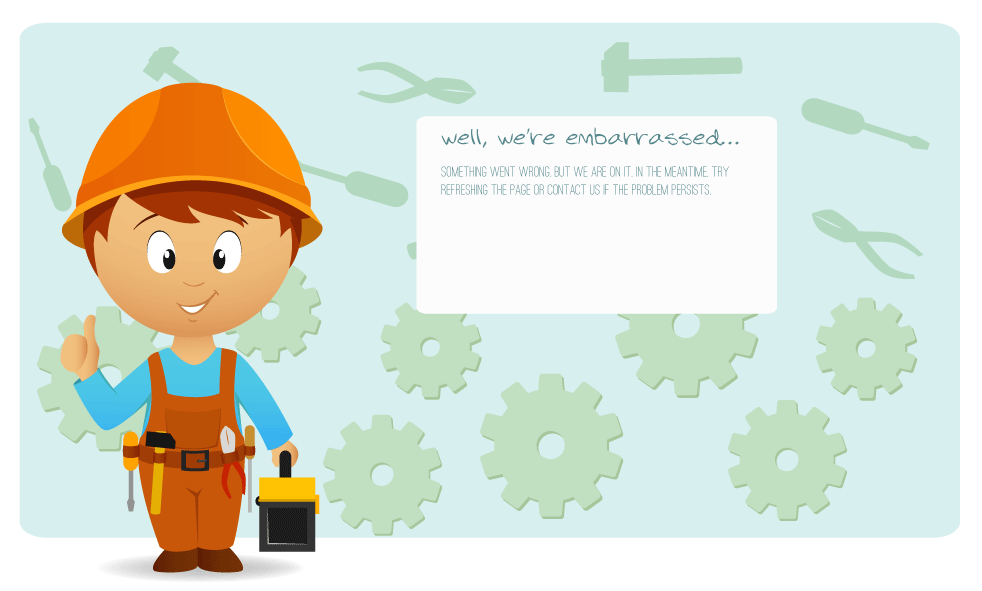 well, we're embarrassed...
SOMETHING WENT WRONG, BUT WE ARE ON IT. IN THE MEANTIME, TRY
REFRESHING THE PAGE OR CONTACT US IF THE PROBLEM PERSISTS.